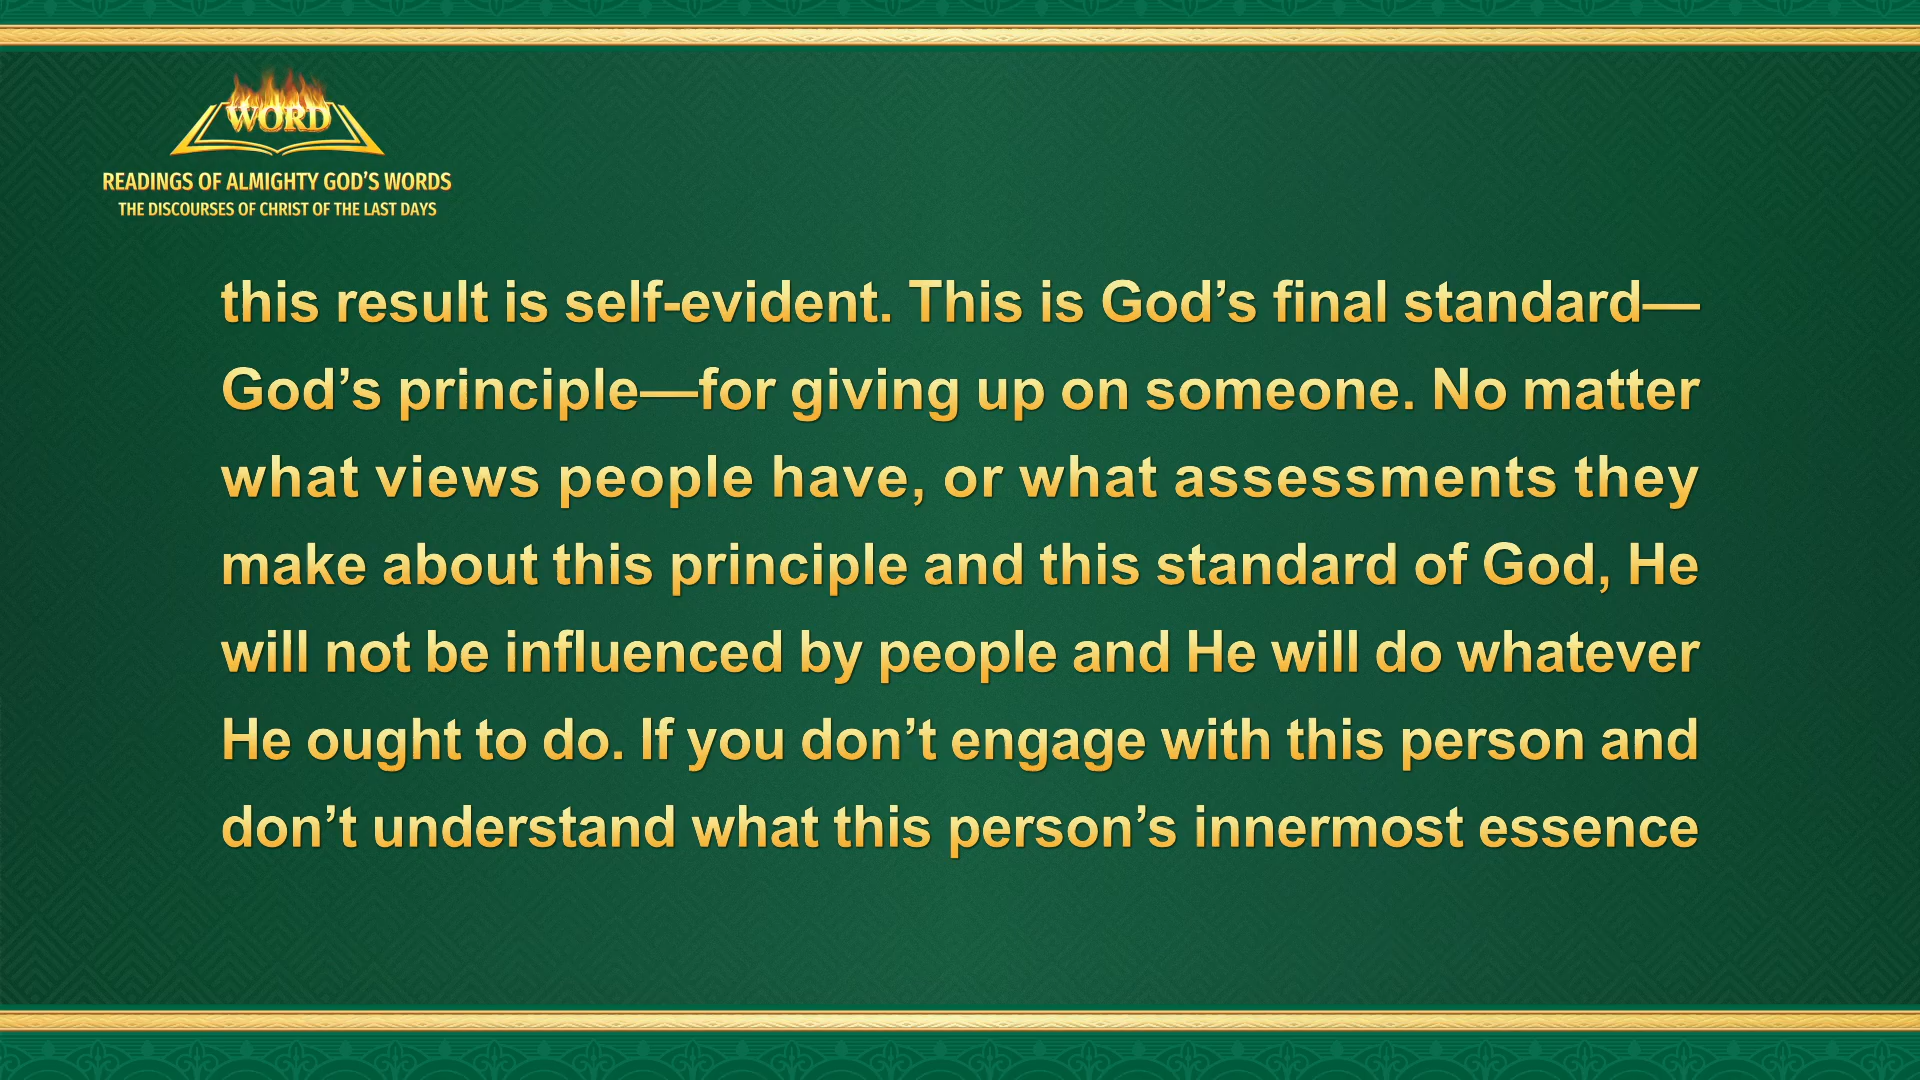 WORD
READINGS OF ALMIGHTY GOD’S WORDS
THE DISCOURSES OF CHRIST OF THE LAST DAYS
this result is self-evident. This is God’s final standard—
God’s principle—for giving up on someone. No matter
what views people have, or what assessments they
make about this principle and this standard of God, He
will not be influenced by people and He will do whatever
He ought to do. If you don’t engage with this person and
don’t understand what this person’s innermost essence